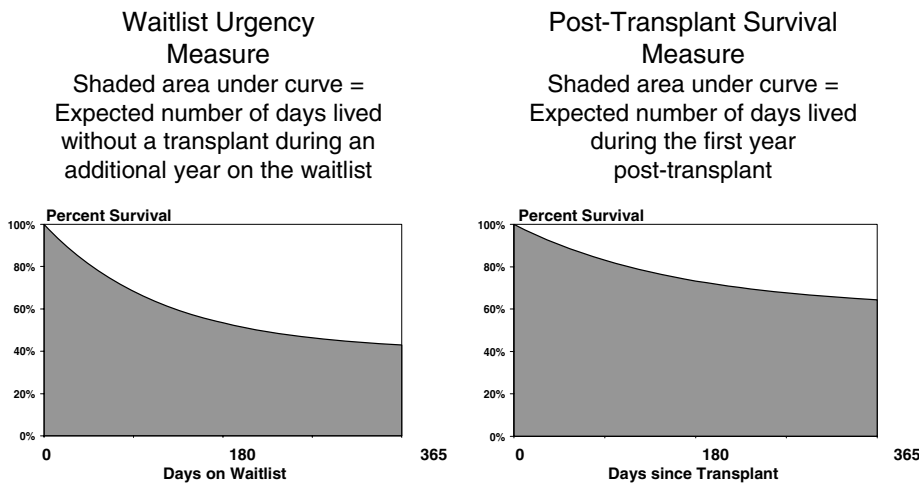 Waitlist Urgency
Measure
Shaded area under curve =
Expected number of days lived
without a transplant during an
additional year on the waitlist
Percent Survival
100%
80%
60%
40%
20%
0%
0 180 365
Days on Waitlist
Post-Transplant Survival
Measure
Shaded area under curve =
Expected number of days lived
during the first year
post-transplant
Percent Survival
100%
80%
60%
40%
20%
0%
0 180 365
Days since Transplant